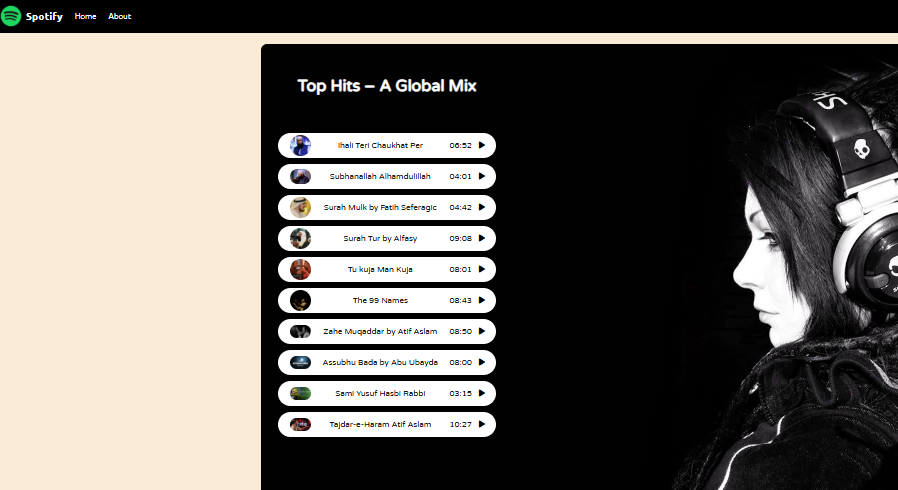 Spotify Home About
Top Hits – A Global Mix
Jhali Teri Chaukhat Per 06:52
Subhanallah Alhamdulillah 04:01
Surah Mulk by Fatih Seferagic 04:42
Surah Tur by Alfasy 09:08
Tu kuja Man Kuja 08:01
The 99 Names 08:43
Zahe Muqaddar by Atif Aslam 08:50
Assubhu Bada by Abu Ubayda 08:00
Sami Yusuf Hasbi Rabbi 03:15
Tajdar-e-Haram Atif Aslam 10:27